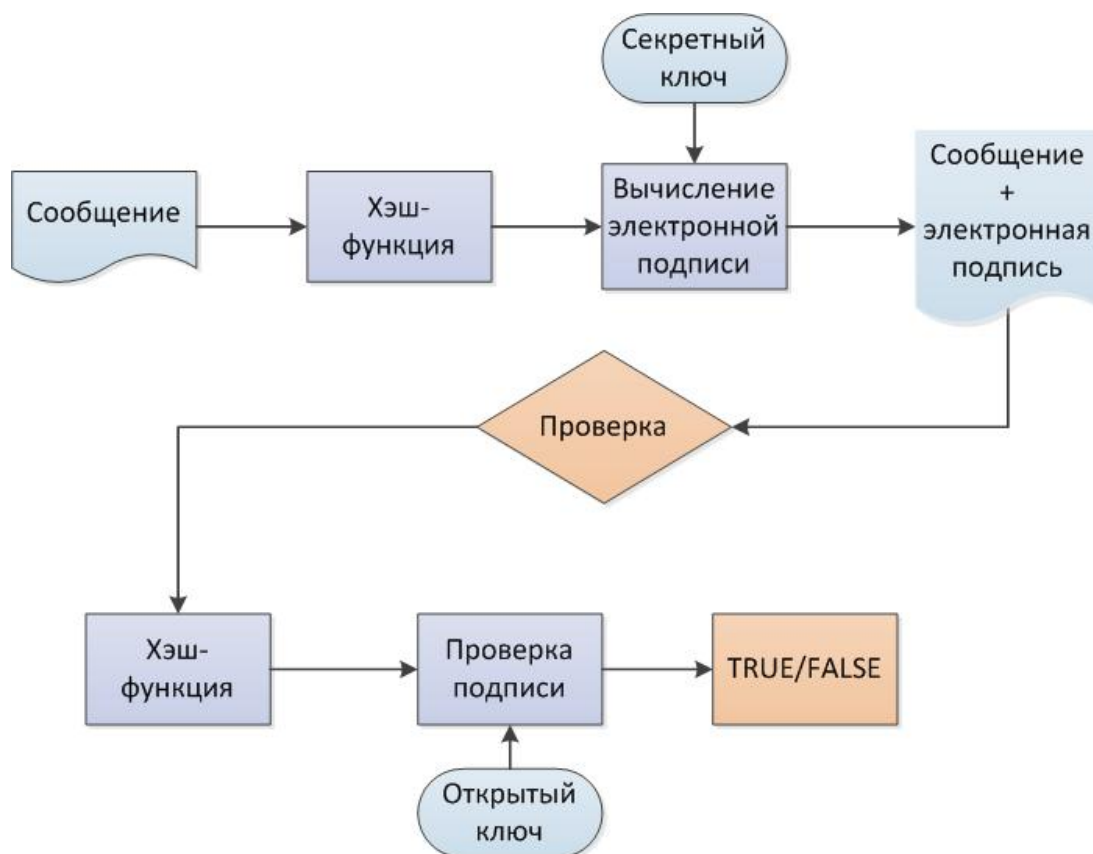 Секретный
ключ
Сообщение
Хэш-
функция
Вычисление
электронной
подписи
Сообщение
+
электронная
подпись
Проверка
Хэш-
функция
Проверка
подписи
TRUE/FALSE
Открытый
ключ